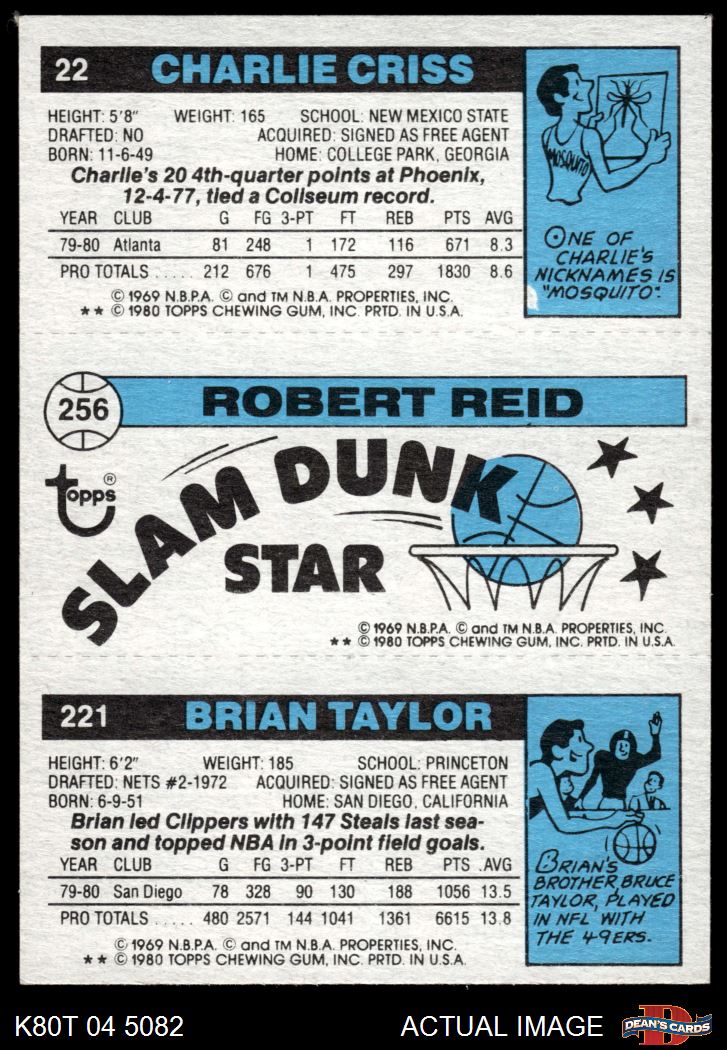 22 CHARLIE CRISS
HEIGHT: 5'8" WEIGHT: 165 SCHOOL: NEW MEXICO STATE
DRAFTED: NO ACQUIRED: SIGNED AS FREE AGENT
BORN: 11-6-49 HOME: COLLEGE PARK, GEORGIA
Charlie's 20 4th-quarter points at Phoenix,
12-4-77, tied a Coliseum record.
YEAR CLUB G FG 3-PT FT REB PTS AVG
79-80 Atlanta 81 248 1 172 116 671 8.3
PRO TOTALS ..... 212 676 1 475 297 1830 8.6
© 1969 N.B.P.A. © and TM N.B.A. PROPERTIES, INC.
** © 1980 TOPPS CHEWING GUM, INC. PRTD. IN U.S.A.
MOSQUITO
ONE OF
CHARLIE'S
NICKNAMES IS
"MOSQUITO".
256 ROBERT REID
topps®
SLAM DUNK
STAR
© 1969 N.B.P.A. © and TM N.B.A. PROPERTIES, INC.
** © 1980 TOPPS CHEWING GUM, INC. PRTD. IN U.S.A.
221 BRIAN TAYLOR
HEIGHT: 6'2" WEIGHT: 185 SCHOOL: PRINCETON
DRAFTED: NETS #2-1972 ACQUIRED: SIGNED AS FREE AGENT
BORN: 6-9-51 HOME: SAN DIEGO, CALIFORNIA
Brian led Clippers with 147 Steals last sea-
son and topped NBA in 3-point field goals.
YEAR CLUB G FG 3-PT FT REB PTS .AVG
79-80 San Diego 78 328 90 130 188 1056 13.5
PRO TOTALS ..... 480 2571 144 1041 1361 6615 13.8
© 1969 N.B.P.A. © and TM N.B.A. PROPERTIES, INC.
** © 1980 TOPPS CHEWING GUM, INC. PRTD. IN U.S.A.
BRIAN'S
BROTHER, BRUCE
TAYLOR, PLAYED
IN NFL WITH
THE 49ERS.
K80T 04 5082 ACTUAL IMAGE
D
DEAN'S CARDS